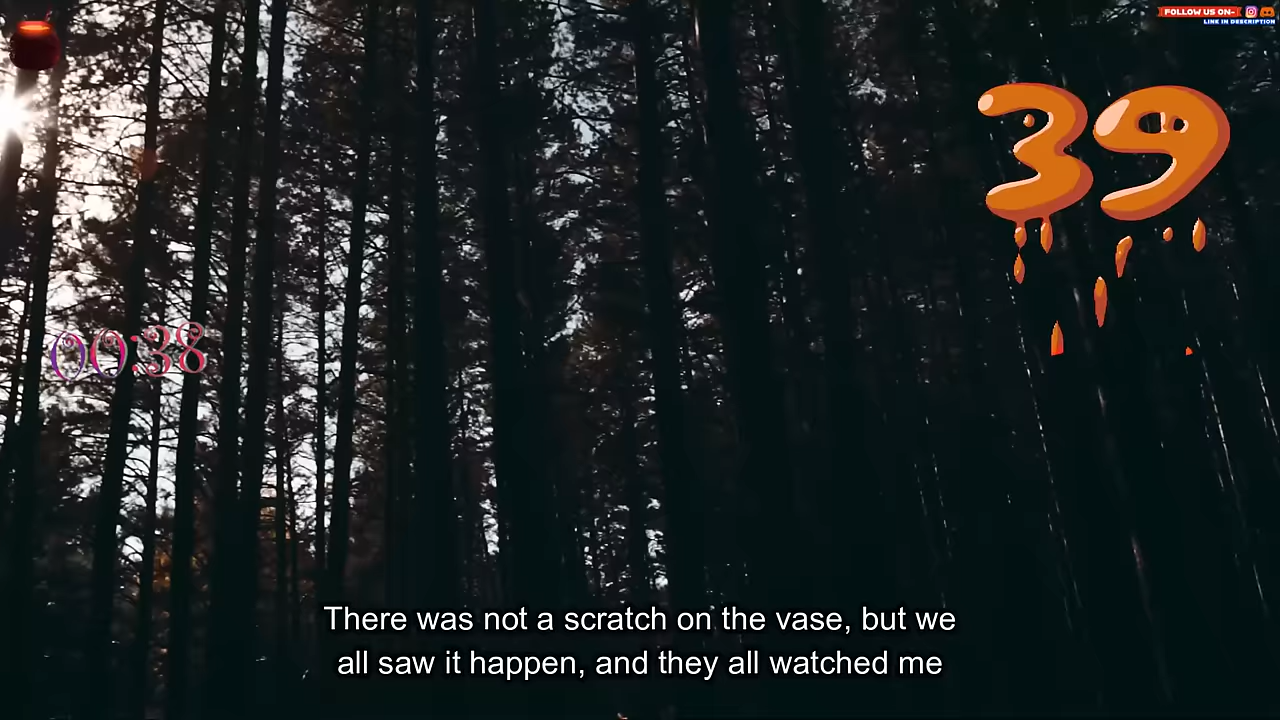 FOLLOW US ON-
LINK IN DESCRIPTION
39
00:38
There was not a scratch on the vase, but we
all saw it happen, and they all watched me